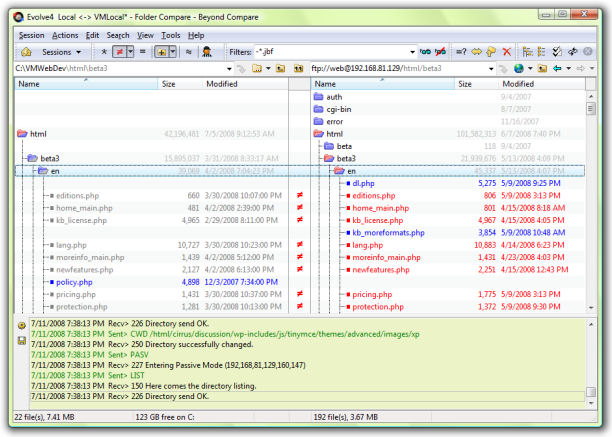 Evolve4 Local <-> VMLocal* - Folder Compare - Beyond Compare
Session Actions Edit Search View Tools Help
Sessions Filters: -*.jbf
C:\VMWebDev\html\beta3 ftp://web@192.168.81.129/html/beta3
Name Size Modified Name Size Modified
auth 9/4/2007
cgi-bin 8/7/2007
error 11/16/2007
html 42,196,481 7/5/2008 9:12:53 AM html 101,582,313 6/7/2008 7:40 PM
beta 118 9/4/2007
beta3 15,895,037 3/31/2008 8:33:17 AM beta3 21,939,676 5/13/2008 4:09 PM
en 39,069 4/2/2008 7:04:23 PM en 45,337 5/13/2008 4:07 PM
dl.php 5,275 5/9/2008 9:25 PM
editions.php 660 3/30/2008 10:07:00 PM ≠ editions.php 806 5/9/2008 3:13 PM
home_main.php 481 4/2/2008 2:39:00 PM ≠ home_main.php 801 4/15/2008 8:18 AM
kb_license.php 4,965 2/29/2008 8:11:00 PM ≠ kb_license.php 4,967 4/15/2008 4:05 PM
kb_moreformats.php 3,854 5/9/2008 10:48 AM
lang.php 10,727 3/30/2008 10:23:00 PM ≠ lang.php 10,883 4/14/2008 6:23 PM
moreinfo_main.php 1,439 4/2/2008 5:12:00 PM ≠ moreinfo_main.php 1,431 4/23/2008 4:03 PM
newfeatures.php 2,127 4/2/2008 6:13:00 PM ≠ newfeatures.php 2,251 4/15/2008 12:43 PM
policy.php 4,898 12/3/2007 7:34:00 PM
pricing.php 1,431 3/30/2008 10:37:00 PM ≠ pricing.php 1,775 5/9/2008 3:13 PM
protection.php 1,281 3/30/2008 10:13:00 PM ≠ protection.php 1,372 5/9/2008 9:30 PM
7/11/2008 7:38:13 PM Recv> 226 Directory send OK.
7/11/2008 7:38:13 PM Sent> CWD /html/cirrus/discussion/wp-includes/js/tinymce/themes/advanced/images/xp
7/11/2008 7:38:13 PM Recv> 250 Directory successfully changed.
7/11/2008 7:38:13 PM Sent> PASV
7/11/2008 7:38:13 PM Recv> 227 Entering Passive Mode (192,168,81,129,160,147)
7/11/2008 7:38:13 PM Sent> LIST
7/11/2008 7:38:13 PM Recv> 150 Here comes the directory listing.
7/11/2008 7:38:13 PM Recv> 226 Directory send OK.
22 file(s), 7.41 MB 123 GB free on C: 192 file(s), 3.67 MB